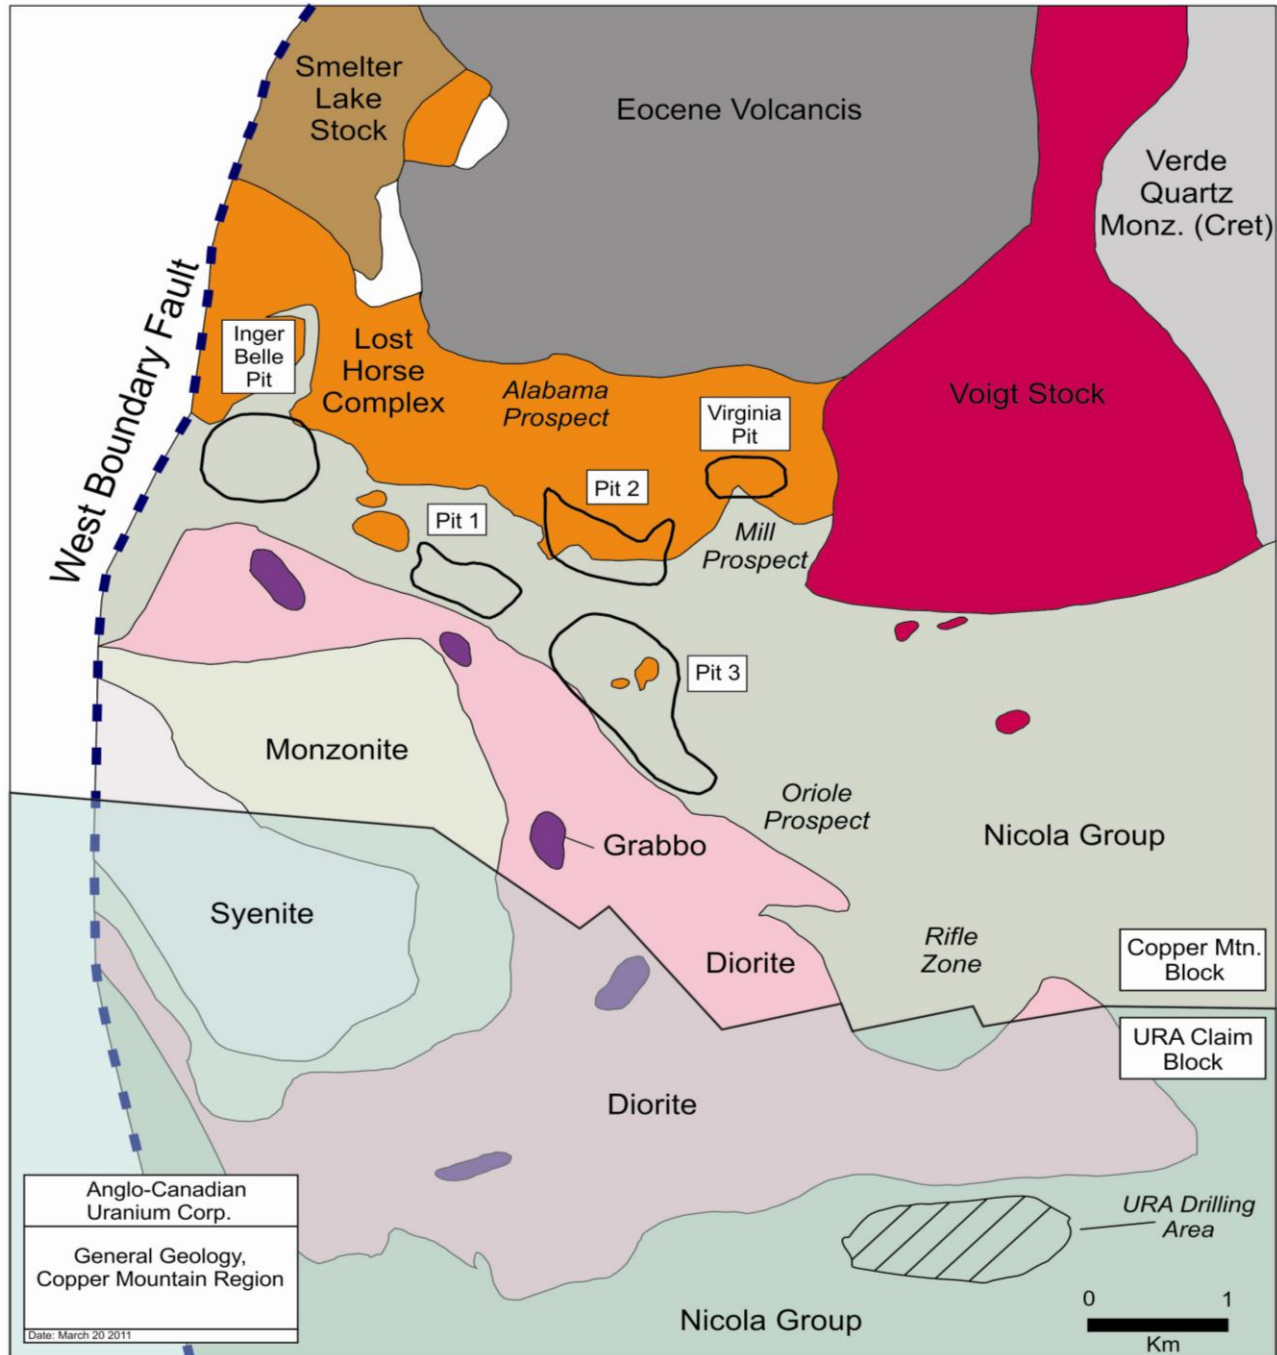 Smelter
Lake
Stock
Eocene Volcancis
Verde
Quartz
Monz. (Cret)
West Boundary Fault
Inger
Belle
Pit
Lost
Horse
Complex
Alabama
Prospect
Virginia
Pit
Voigt Stock
Pit 2
Pit 1
Mill
Prospect
Pit 3
Monzonite
Oriole
Prospect
Nicola Group
Grabbo
Syenite
Diorite
Rifle
Zone
Copper Mtn.
Block
URA Claim
Block
Diorite
Anglo-Canadian
Uranium Corp.
General Geology,
Copper Mountain Region
Date: March 20 2011
URA Drilling
Area
Nicola Group
0 1
Km